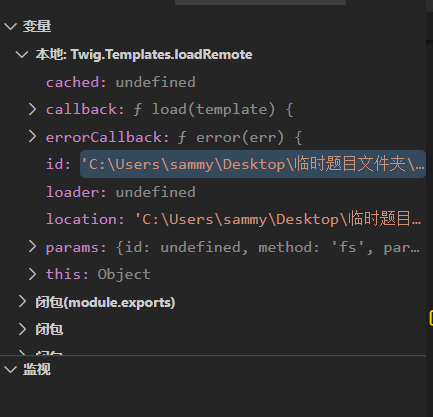 变量
本地: Twig.Templates.loadRemote
cached: undefined
callback: ƒ load(template) {
errorCallback: ƒ error(err) {
id: 'C:\Users\sammy\Desktop\临时题目文件夹\…
loader: undefined
location: 'C:\Users\sammy\Desktop\临时题目…
params: {id: undefined, method: 'fs', par…
this: Object
闭包(module.exports)
闭包
闭包
监视